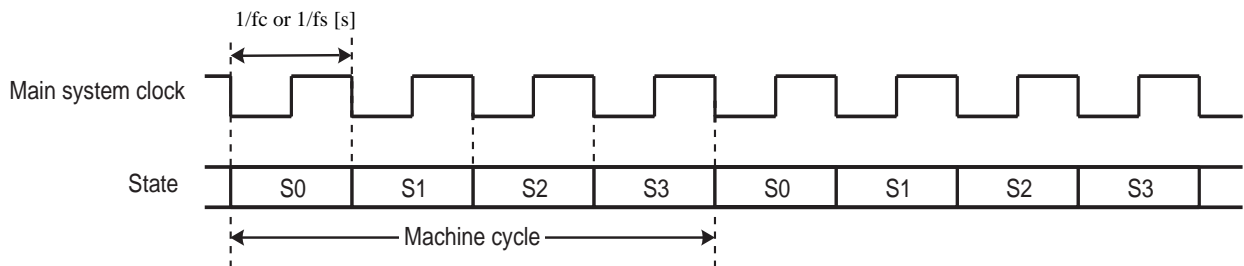 1/fc or 1/fs [s]
Main system clock
State S0 S1 S2 S3 S0 S1 S2 S3
Machine cycle